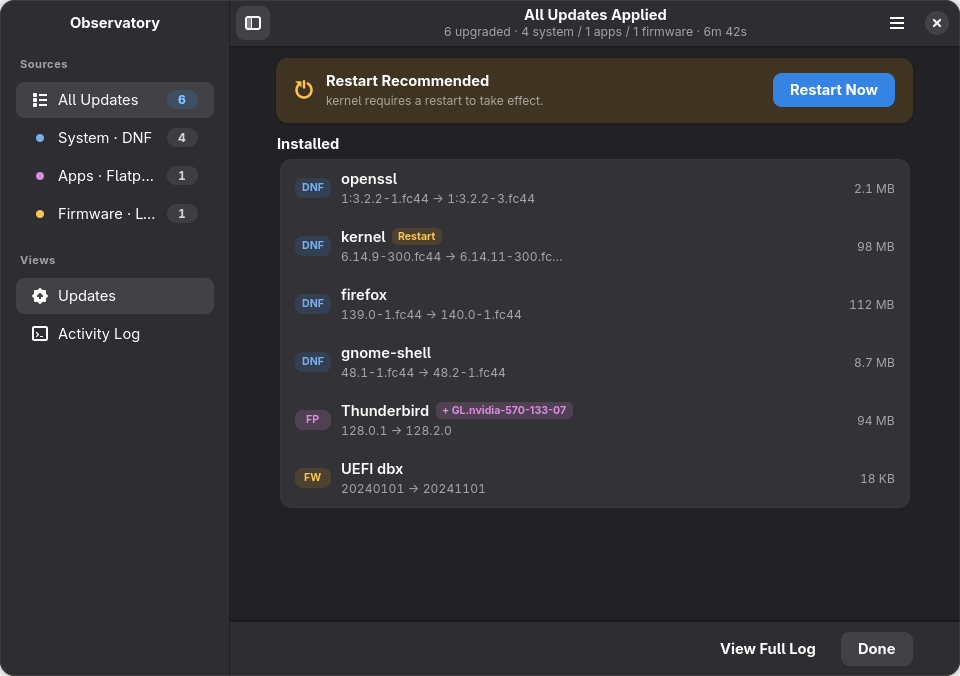 Observatory
Sources
All Updates 6
System · DNF 4
Apps · Flatp... 1
Firmware · L... 1
Views
Updates
Activity Log
All Updates Applied
6 upgraded · 4 system / 1 apps / 1 firmware · 6m 42s
Restart Recommended
kernel requires a restart to take effect.
Restart Now
Installed
DNF openssl 2.1 MB
1:3.2.2-1.fc44 → 1:3.2.2-3.fc44
DNF kernel Restart 98 MB
6.14.9-300.fc44 → 6.14.11-300.fc...
DNF firefox 112 MB
139.0-1.fc44 → 140.0-1.fc44
DNF gnome-shell 8.7 MB
48.1-1.fc44 → 48.2-1.fc44
FP Thunderbird + GL.nvidia-570-133-07 94 MB
128.0.1 → 128.2.0
FW UEFI dbx 18 KB
20240101 → 20241101
View Full Log Done